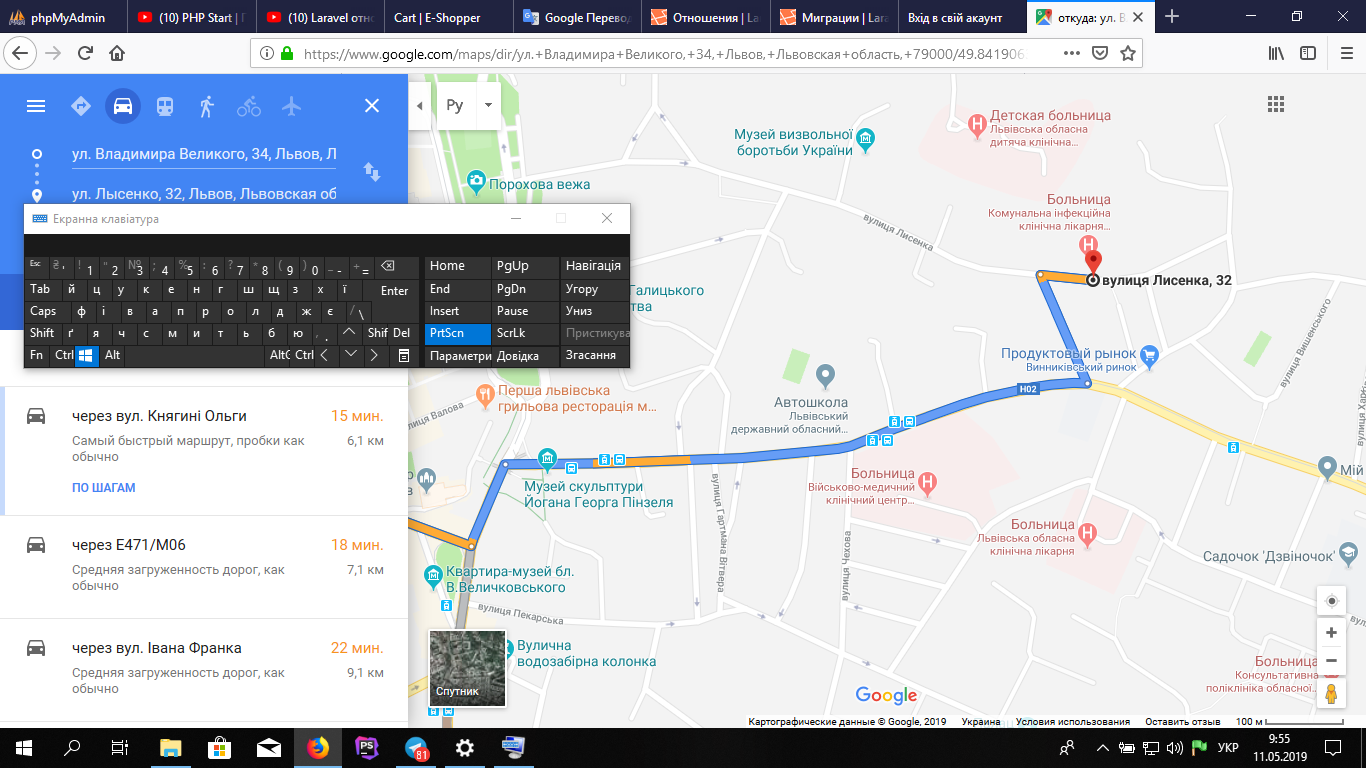 phpMyAdmin
(10) PHP Start | Г
(10) Laravel отно
Cart | E-Shopper
Google Перевод
Отношения | La
Миграции | Lara
Вхід в свій акаунт
откуда: ул. В
https://www.google.com/maps/dir/ул.+Владимира+Великого,+34,+Львов,+Львовская+область,+79000/49.841906
ул. Владимира Великого, 34, Львов, Л
ул. Лысенко, 32, Львов, Львовская об
Ру
Екранна клавіатура
Esc ₴ ' ! 1 " 2 № 3 ; 4 % 5 : 6 ? 7 * 8 ( 9 ) 0 _ - + = Home PgUp Навігація
Tab й ц у к е н г ш щ з х ї Enter End PgDn Угору
Caps ф і в а п р о л д ж є / \ Insert Pause Униз
Shift ґ я ч с м и т ь б ю , . Shif Del PrtScn ScrLk Пристикува
Fn Ctrl Alt AltG Ctrl Параметри Довідка Згасання
через вул. Княгині Ольги
15 мин.
Самый быстрый маршрут, пробки как
6,1 км
обычно
ПО ШАГАМ
через E471/M06
18 мин.
Средняя загруженность дорог, как
7,1 км
обычно
через вул. Івана Франка
22 мин.
Средняя загруженность дорог, как
9,1 км
обычно
Музей визвольної
боротьби України
Детская больница
Львівська обласна
дитяча клінічна...
Порохова вежа
Больница
Комунальна інфекційна
клінічна лікарня...
вулиця Лисенка
вулиця Лисенка, 32
Галицького
тва
вулиця Вишенського
Продуктовый рынок
Винниківський ринок
H02
Перша львівська
грильова ресторація м...
вулиця Валова
Автошкола
Львівський
державний обласний...
Музей скульптури
Йогана Георга Пінзеля
Больница
Військово-медичний
клінічний центр...
вулиця Гартмана Вітвера
вулиця Чехова
вулиця Харк
Мій
Больница
Львівська обласна
клінічна лікарня
Садочок 'Дзвіночок'
Квартира-музей бл.
В.Величковського
вулиця Пекарська
Вулична
водозабірна колонка
Больница
Консультативна
поліклініка обласної...
Спутник
Google
Картографические данные © Google, 2019 Украина Условия использования Оставить отзыв 100 м
PS
81
УКР
9:55
11.05.2019